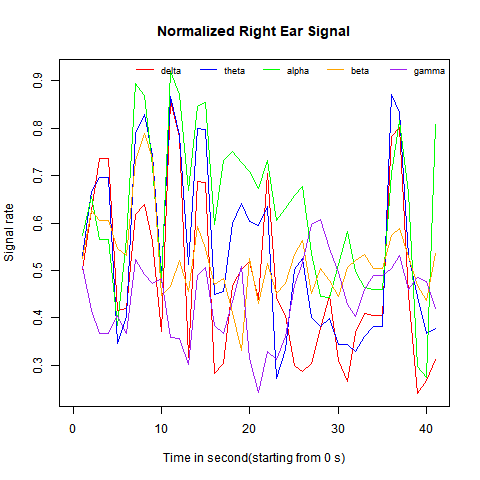 Normalized Right Ear Signal
delta theta alpha beta gamma
Signal rate
0.9
0.8
0.7
0.6
0.5
0.4
0.3
0 10 20 30 40
Time in second(starting from 0 s)